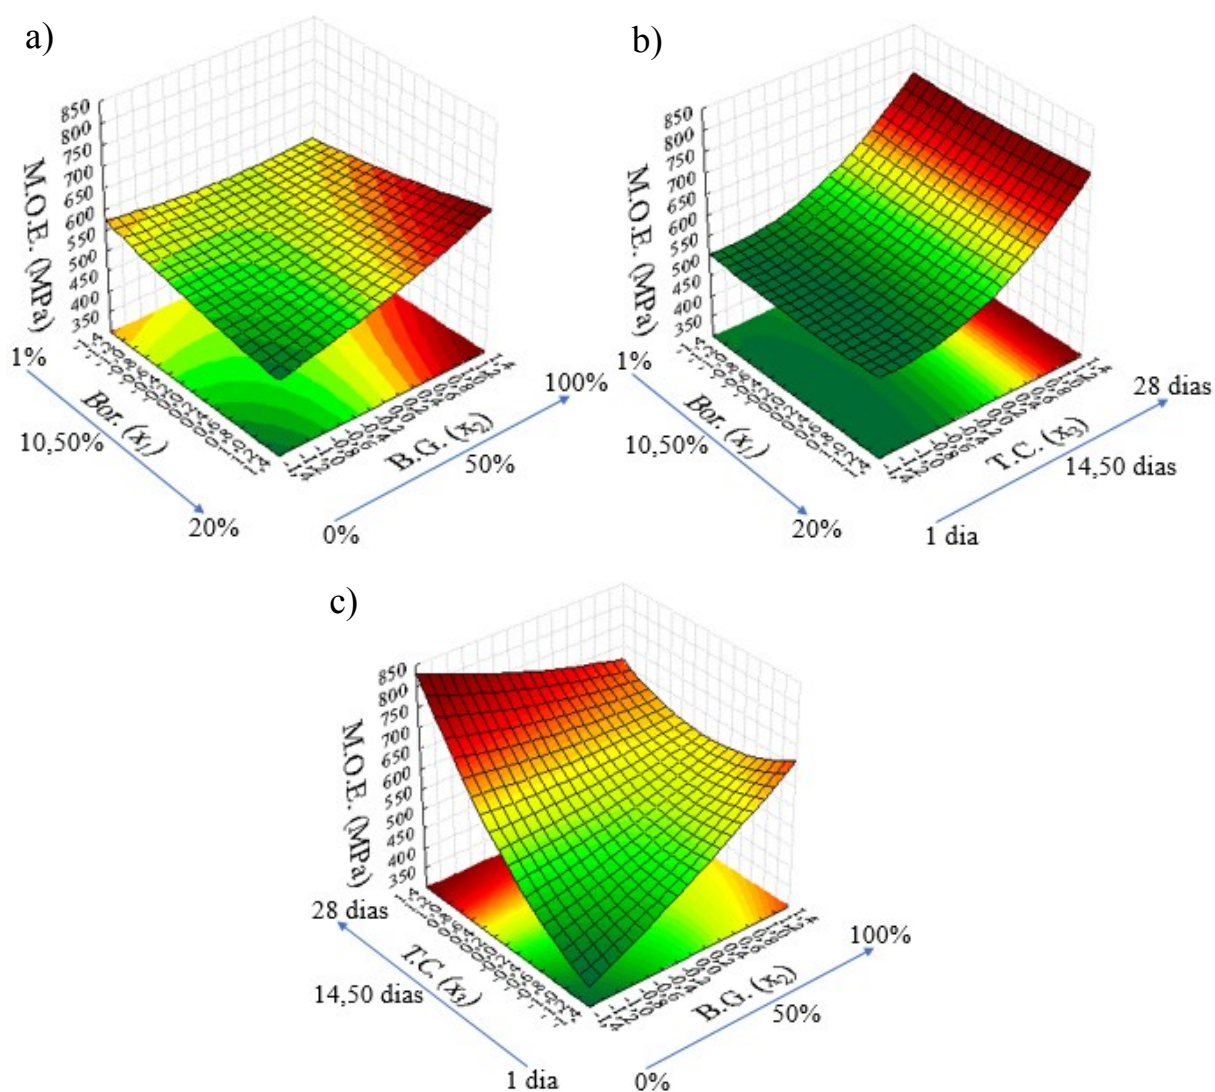 a)
850
800
750
700
650
600
550
500
450
400
350
M.O.E. (MPa)
1%
10,50%
20%
Bor. (x₁)
0%
50%
100%
B.G. (x₂)
b)
850
800
750
700
650
600
550
500
450
400
350
M.O.E. (MPa)
1%
10,50%
20%
Bor. (x₁)
1 dia
14,50 dias
28 dias
T.C. (x₃)
c)
850
800
750
700
650
600
550
500
450
400
350
M.O.E. (MPa)
28 dias
14,50 dias
1 dia
T.C. (x₃)
0%
50%
100%
B.G. (x₂)